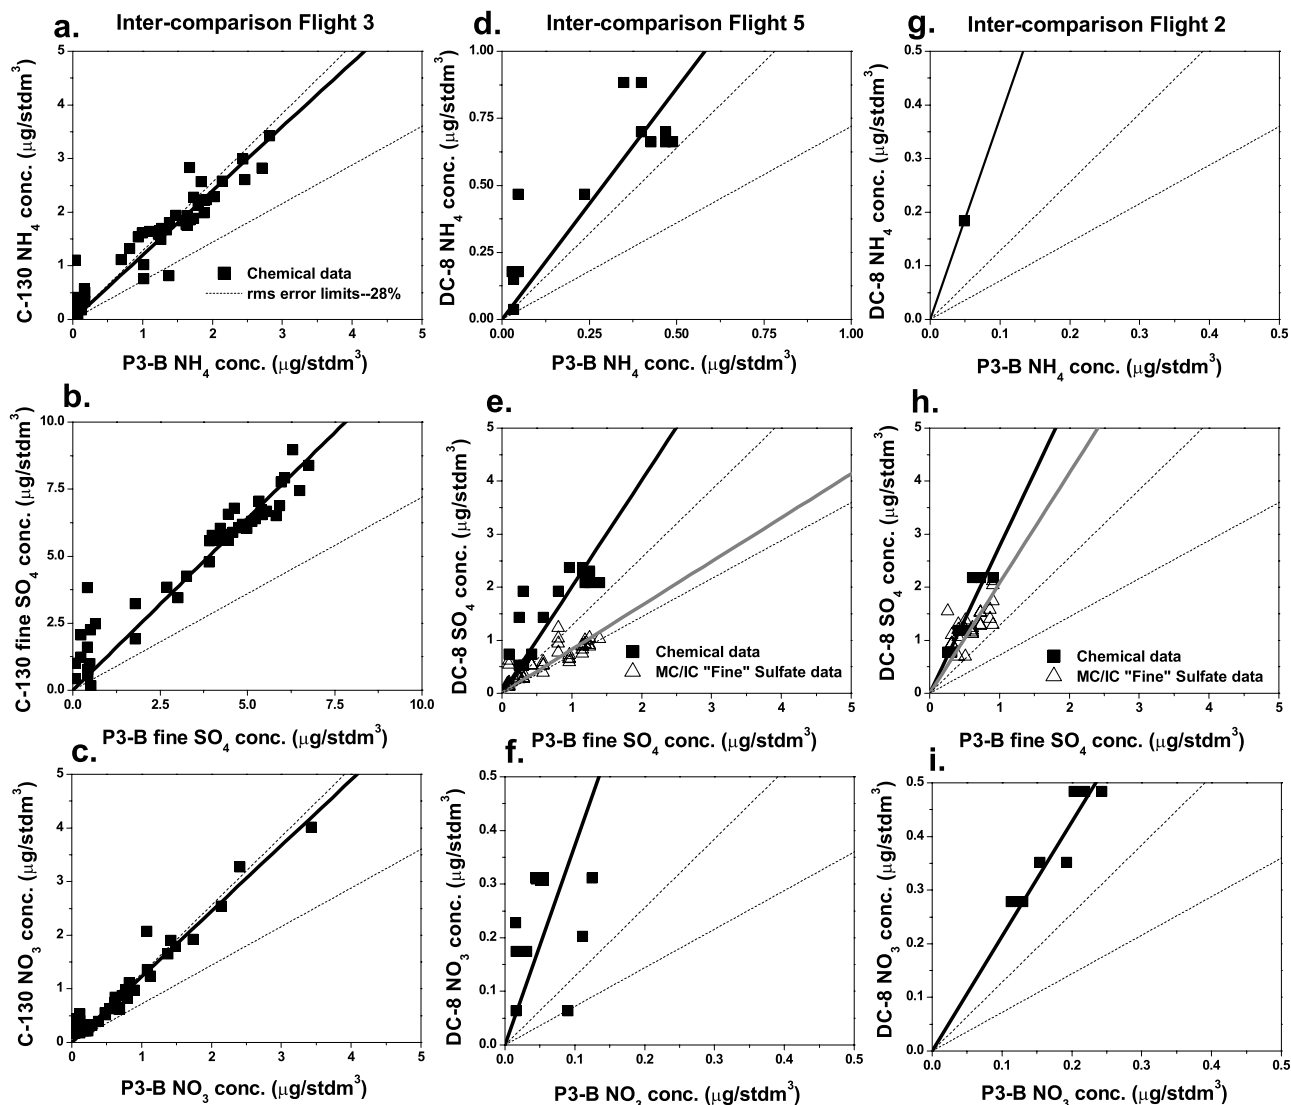 a.
Inter-comparison Flight 3
5
4
3
2
1
0
0
1
2
3
4
5
C-130 NH4 conc. (μg/stdm3)
Chemical data
rms error limits--28%
P3-B NH4 conc. (μg/stdm3)
b.
10.0
7.5
5.0
2.5
0.0
0.0
2.5
5.0
7.5
10.0
C-130 fine SO4 conc. (μg/stdm3)
P3-B fine SO4 conc. (μg/stdm3)
c.
5
4
3
2
1
0
0
1
2
3
4
5
C-130 NO3 conc. (μg/stdm3)
P3-B NO3 conc. (μg/stdm3)
d.
Inter-comparison Flight 5
1.00
0.75
0.50
0.25
0.00
0.00
0.25
0.50
0.75
1.00
DC-8 NH4 conc. (μg/stdm3)
P3-B NH4 conc. (μg/stdm3)
e.
5
4
3
2
1
0
0
1
2
3
4
5
DC-8 SO4 conc. (μg/stdm3)
Chemical data
MC/IC "Fine" Sulfate data
P3-B fine SO4 conc. (μg/stdm3)
f.
0.5
0.4
0.3
0.2
0.1
0.0
0.0
0.1
0.2
0.3
0.4
0.5
DC-8 NO3 conc. (μg/stdm3)
P3-B NO3 conc. (μg/stdm3)
g.
Inter-comparison Flight 2
0.5
0.4
0.3
0.2
0.1
0.0
0.0
0.1
0.2
0.3
0.4
0.5
DC-8 NH4 conc. (μg/stdm3)
P3-B NH4 conc. (μg/stdm3)
h.
5
4
3
2
1
0
0
1
2
3
4
5
DC-8 SO4 conc. (μg/stdm3)
Chemical data
MC/IC "Fine" Sulfate data
P3-B fine SO4 conc. (μg/stdm3)
i.
0.5
0.4
0.3
0.2
0.1
0.0
0.0
0.1
0.2
0.3
0.4
0.5
DC-8 NO3 conc. (μg/stdm3)
P3-B NO3 conc. (μg/stdm3)